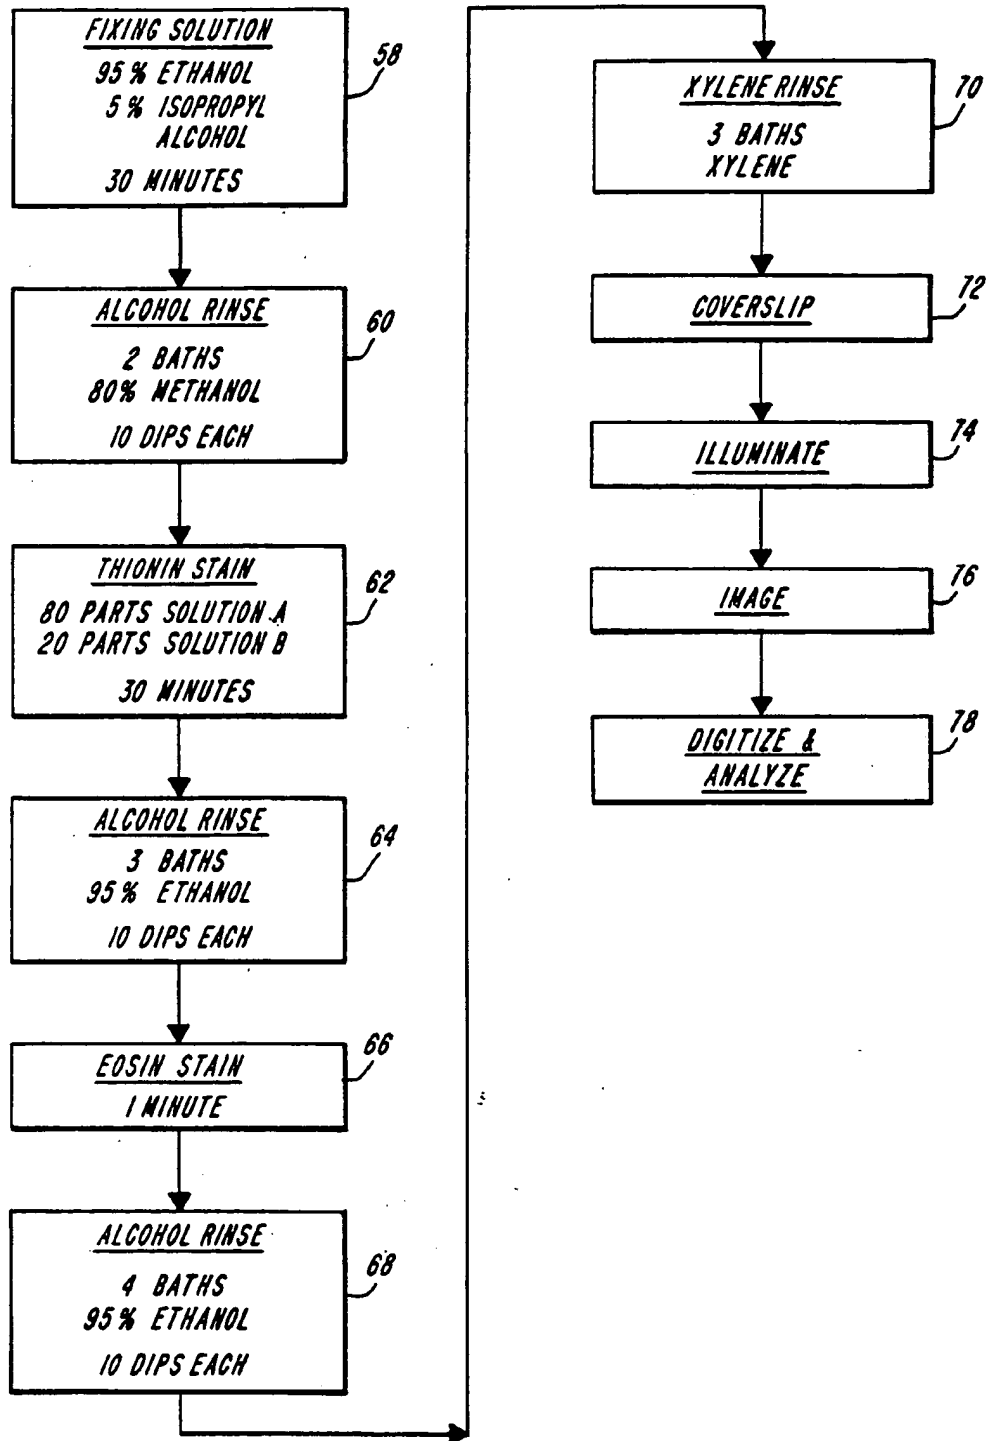 FIXING SOLUTION
95% ETHANOL
5% ISOPROPYL
ALCOHOL
30 MINUTES
58
ALCOHOL RINSE
2 BATHS
80% METHANOL
10 DIPS EACH
60
THIONIN STAIN
80 PARTS SOLUTION A
20 PARTS SOLUTION B
30 MINUTES
62
ALCOHOL RINSE
3 BATHS
95% ETHANOL
10 DIPS EACH
64
EOSIN STAIN
1 MINUTE
66
ALCOHOL RINSE
4 BATHS
95% ETHANOL
10 DIPS EACH
68
XYLENE RINSE
3 BATHS
XYLENE
70
COVERSLIP
72
ILLUMINATE
74
IMAGE
76
DIGITIZE &
ANALYZE
78